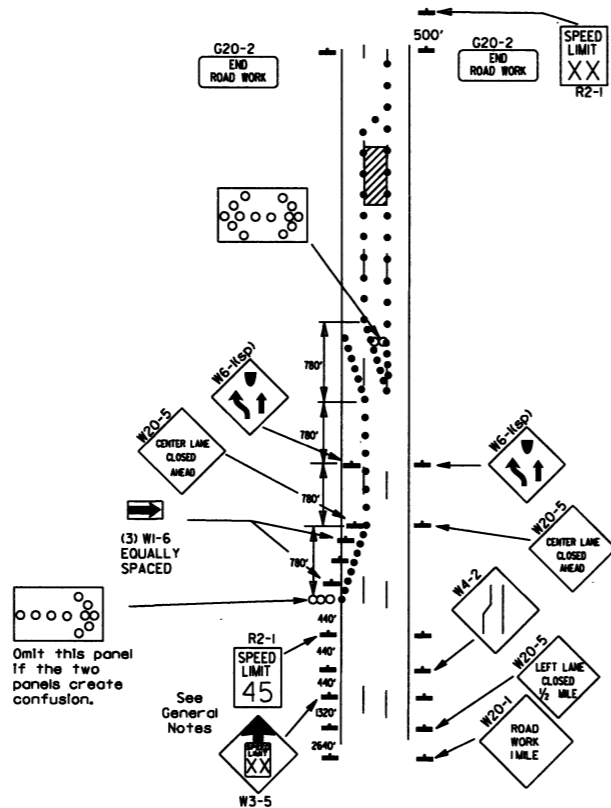 G20-2
END
ROAD WORK
500'
G20-2
END
ROAD WORK
SPEED
LIMIT
XX
R2-1
780'
W6-1(sp)
W20-5
CENTER LANE
CLOSED
AHEAD
780'
780'
(3) W1-6
EQUALLY
SPACED
780'
W6-1(sp)
W20-5
CENTER LANE
CLOSED
AHEAD
Omit this panel
if the two
panels create
confusion.
R2-1
SPEED
LIMIT
45
See
General
Notes
SPEED
LIMIT
XX
W3-5
440'
440'
440'
1320'
2640'
W4-2
W20-5
LEFT LANE
CLOSED
1/2 MILE
W20-1
ROAD
WORK
1 MILE